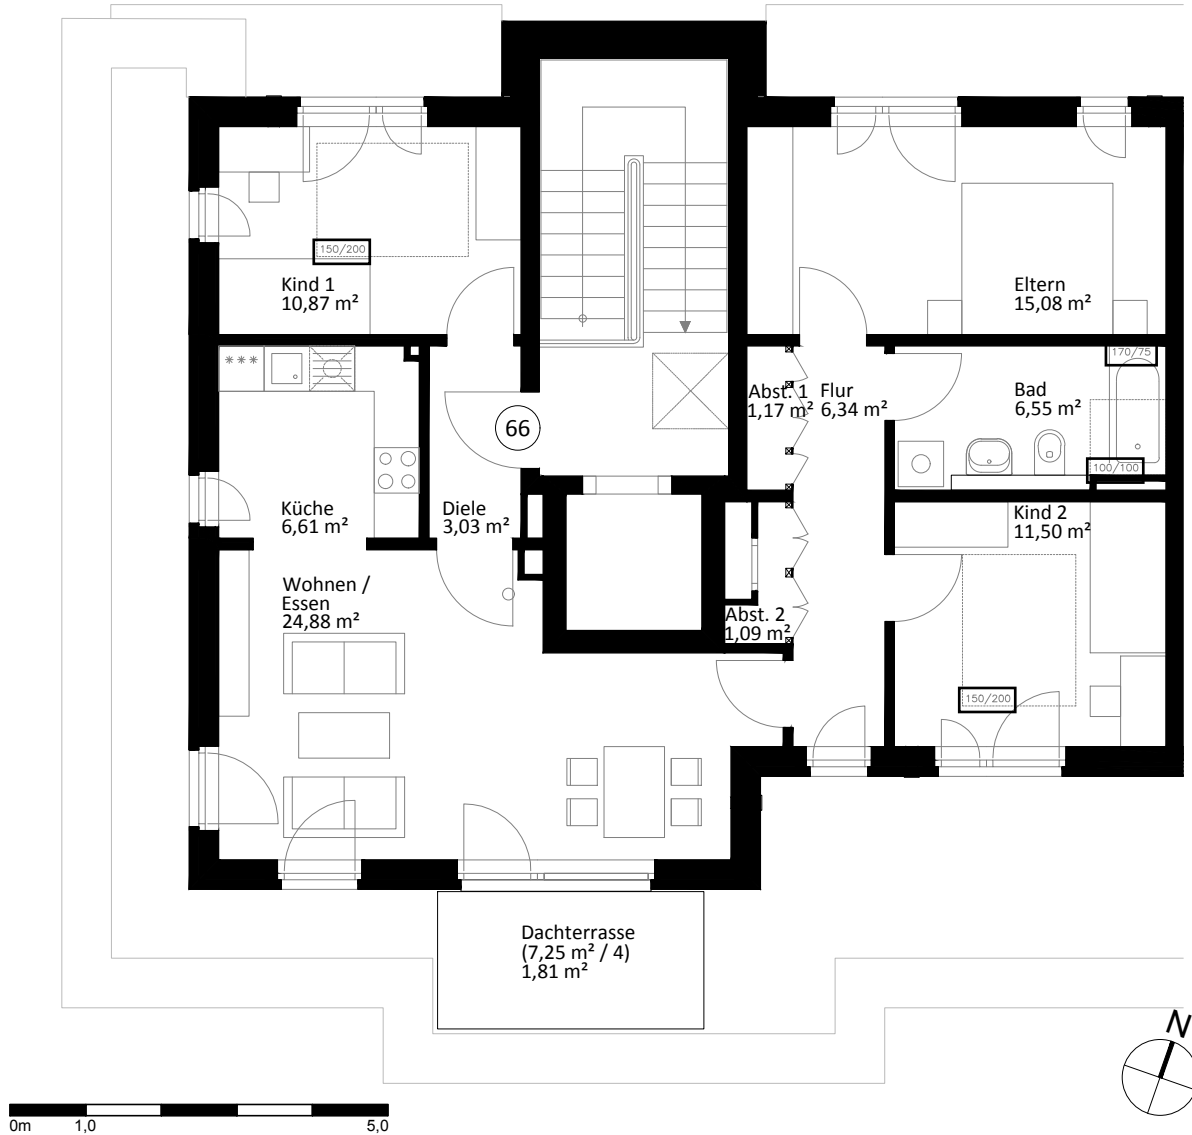 150/200
Kind 1
10,87 m²
Eltern
15,08 m²
170/75
Abst. 1
1,17 m²
Flur
6,34 m²
Bad
6,55 m²
66
100/100
Küche
6,61 m²
Diele
3,03 m²
Kind 2
11,50 m²
Wohnen /
Essen
24,88 m²
Abst. 2
1,09 m²
150/200
Dachterrasse
(7,25 m² / 4)
1,81 m²
N
0m
1,0
5,0